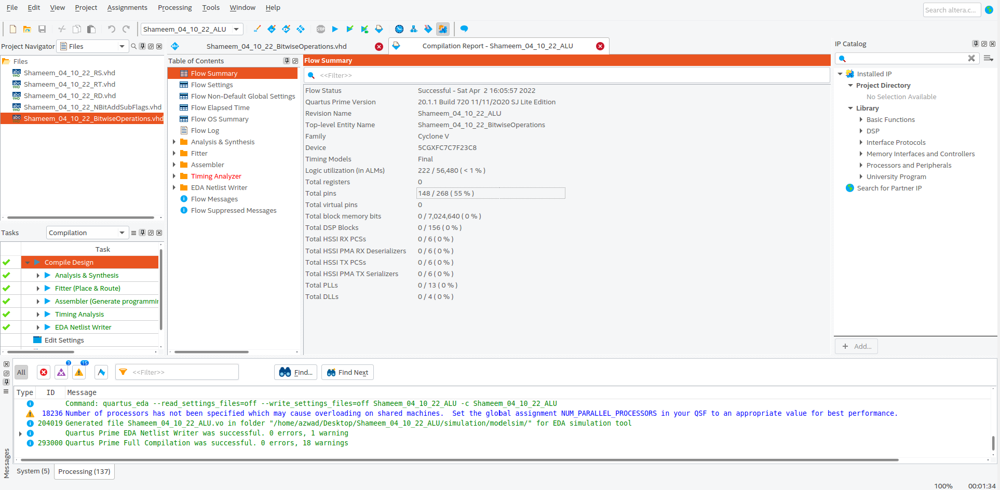 File Edit View Project Assignments Processing Tools Window Help
Search altera.c...
Shameem_04_10_22_ALU
STOP
Project Navigator Files
Files
Shameem_04_10_22_RS.vhd
Shameem_04_10_22_RT.vhd
Shameem_04_10_22_RD.vhd
Shameem_04_10_22_NBitAddSubFlags.vhd
Shameem_04_10_22_BitwiseOperations.vhd
Tasks Compilation
Task
Compile Design
Analysis & Synthesis
Fitter (Place & Route)
Assembler (Generate programmin
Timing Analysis
EDA Netlist Writer
Edit Settings
Shameem_04_10_22_BitwiseOperations.vhd
Compilation Report - Shameem_04_10_22_ALU
Table of Contents
Flow Summary
Flow Settings
Flow Non-Default Global Settings
Flow Elapsed Time
Flow OS Summary
Flow Log
Analysis & Synthesis
Fitter
Assembler
Timing Analyzer
EDA Netlist Writer
Flow Messages
Flow Suppressed Messages
Flow Summary
<<Filter>>
Flow Status Successful - Sat Apr 2 16:05:57 2022
Quartus Prime Version 20.1.1 Build 720 11/11/2020 SJ Lite Edition
Revision Name Shameem_04_10_22_ALU
Top-level Entity Name Shameem_04_10_22_BitwiseOperations
Family Cyclone V
Device 5CGXFC7C7F23C8
Timing Models Final
Logic utilization (in ALMs) 222 / 56,480 ( < 1 % )
Total registers 0
Total pins 148 / 268 ( 55 % )
Total virtual pins 0
Total block memory bits 0 / 7,024,640 ( 0 % )
Total DSP Blocks 0 / 156 ( 0 % )
Total HSSI RX PCSs 0 / 6 ( 0 % )
Total HSSI PMA RX Deserializers 0 / 6 ( 0 % )
Total HSSI TX PCSs 0 / 6 ( 0 % )
Total HSSI PMA TX Serializers 0 / 6 ( 0 % )
Total PLLs 0 / 13 ( 0 % )
Total DLLs 0 / 4 ( 0 % )
IP Catalog
Installed IP
Project Directory
No Selection Available
Library
Basic Functions
DSP
Interface Protocols
Memory Interfaces and Controllers
Processors and Peripherals
University Program
Search for Partner IP
+ Add...
All 3 15 <<Filter>> Find... Find Next
Type ID Message
Command: quartus_eda --read_settings_files=off --write_settings_files=off Shameem_04_10_22_ALU -c Shameem_04_10_22_ALU
18236 Number of processors has not been specified which may cause overloading on shared machines. Set the global assignment NUM_PARALLEL_PROCESSORS in your QSF to an appropriate value for best performance.
204019 Generated file Shameem_04_10_22_ALU.vo in folder "/home/azwad/Desktop/Shameem_04_10_22_ALU/simulation/modelsim/" for EDA simulation tool
Quartus Prime EDA Netlist Writer was successful. 0 errors, 1 warning
293000 Quartus Prime Full Compilation was successful. 0 errors, 18 warnings
Messages
System (5) Processing (137)
100% 00:01:34